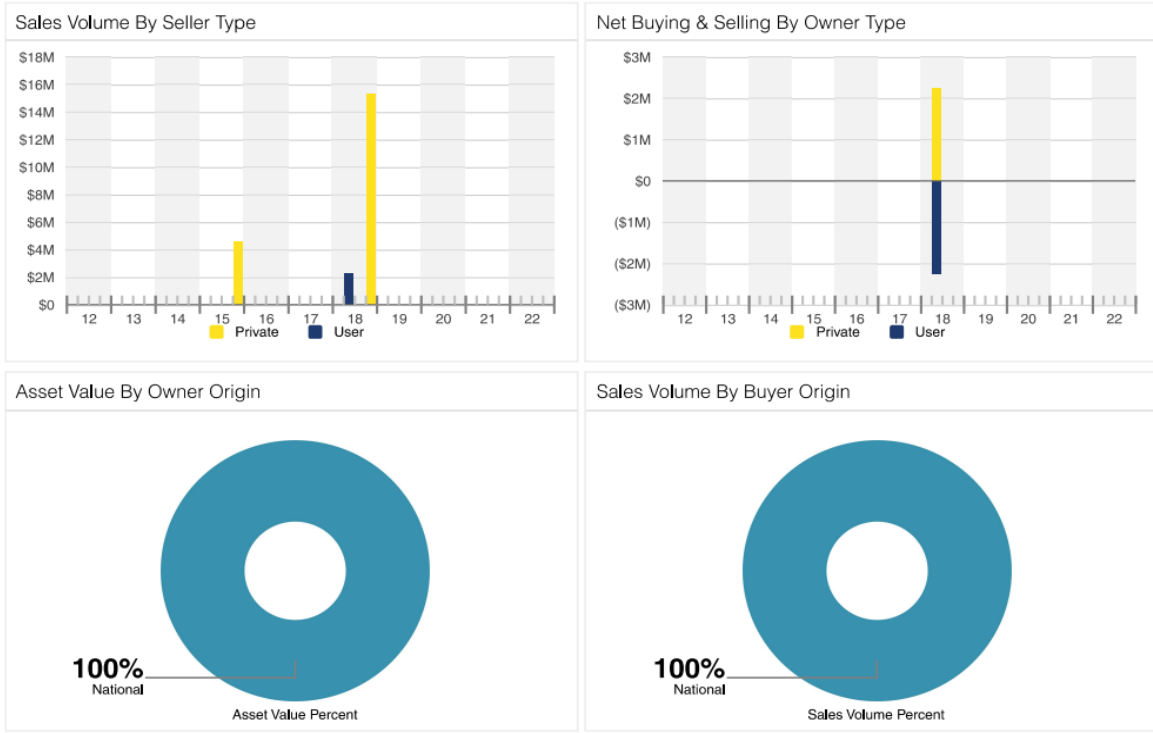 Sales Volume By Seller Type
$18M
$16M
$14M
$12M
$10M
$8M
$6M
$4M
$2M
$0
12 13 14 15 16 17 18 19 20 21 22
Private User
Net Buying & Selling By Owner Type
$3M
$2M
$1M
$0
($1M)
($2M)
($3M)
12 13 14 15 16 17 18 19 20 21 22
Private User
Asset Value By Owner Origin
100%
National
Asset Value Percent
Sales Volume By Buyer Origin
100%
National
Sales Volume Percent